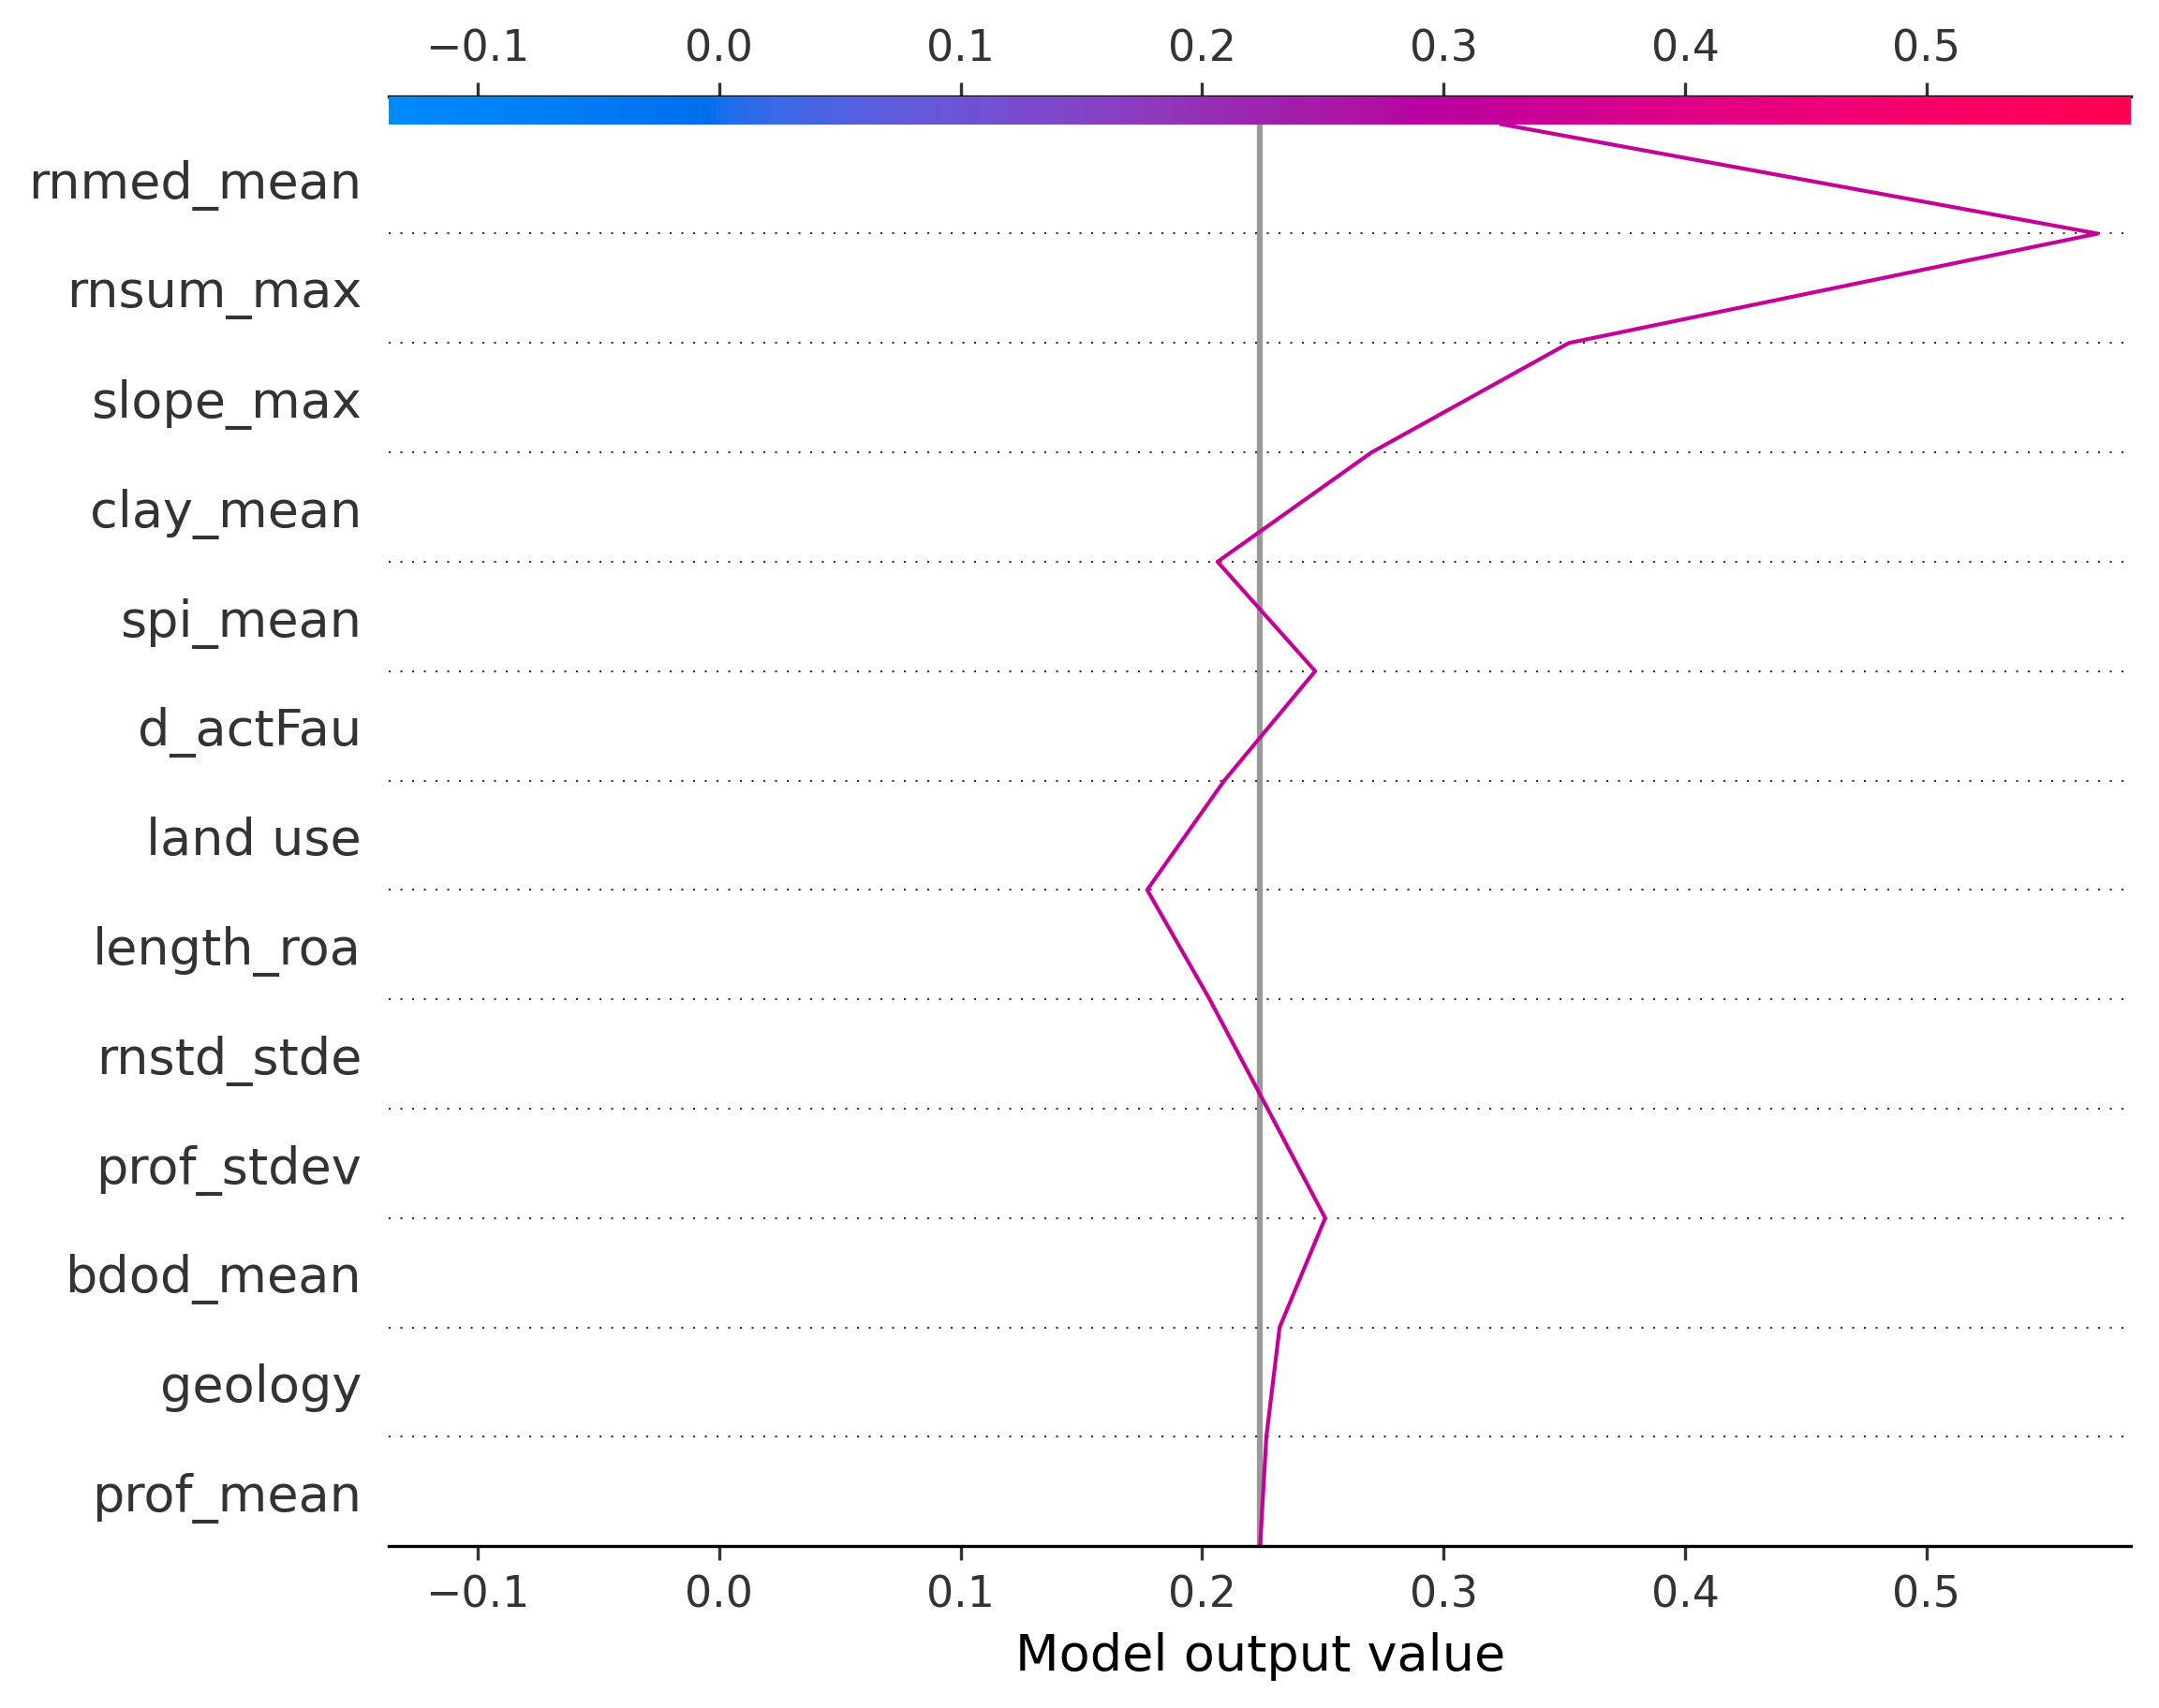 −0.1 0.0 0.1 0.2 0.3 0.4 0.5
rnmed_mean
rnsum_max
slope_max
clay_mean
spi_mean
d_actFau
land use
length_roa
rnstd_stde
prof_stdev
bdod_mean
geology
prof_mean
−0.1 0.0 0.1 0.2 0.3 0.4 0.5
Model output value